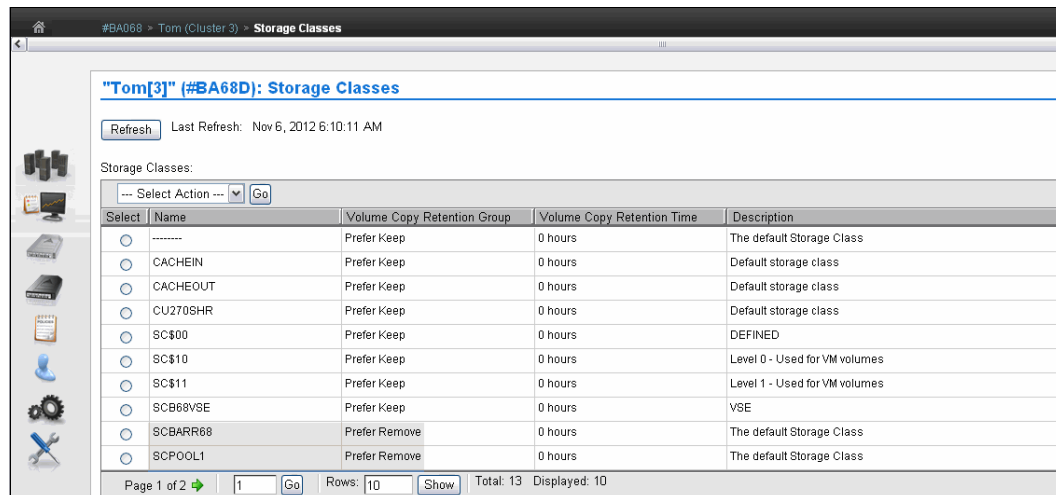 #BA068 > Tom (Cluster 3) > Storage Classes
"Tom[3]" (#BA68D): Storage Classes
Refresh Last Refresh: Nov 6, 2012 6:10:11 AM
Storage Classes:
--- Select Action --- Go
Select Name Volume Copy Retention Group Volume Copy Retention Time Description
-------- Prefer Keep 0 hours The default Storage Class
CACHEIN Prefer Keep 0 hours Default storage class
CACHEOUT Prefer Keep 0 hours Default storage class
CU270SHR Prefer Keep 0 hours Default storage class
SC$00 Prefer Keep 0 hours DEFINED
SC$10 Prefer Keep 0 hours Level 0 - Used for VM volumes
SC$11 Prefer Keep 0 hours Level 1 - Used for VM volumes
SCB68VSE Prefer Keep 0 hours VSE
SCBARR68 Prefer Remove 0 hours The default Storage Class
SCPOOL1 Prefer Remove 0 hours The default Storage Class
Page 1 of 2 1 Go Rows: 10 Show Total: 13 Displayed: 10